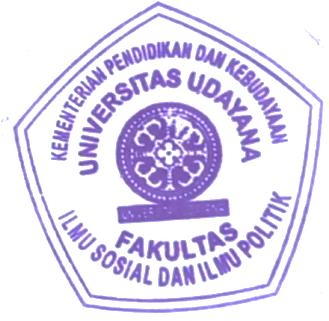 KEMENTERIAN PENDIDIKAN DAN KEBUDAYAAN
UNIVERSITAS UDAYANA
FAKULTAS
ILMU SOSIAL DAN ILMU POLITIK